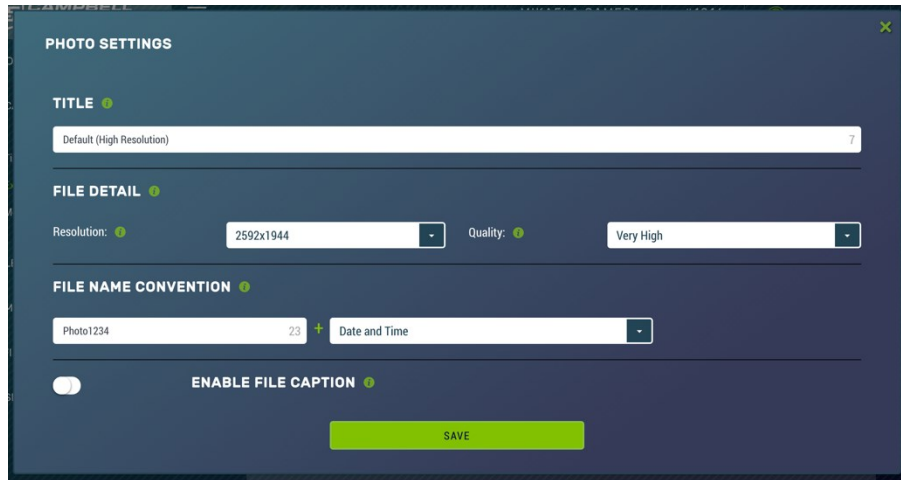 CAMPBELL
PHOTO SETTINGS
TITLE
Default (High Resolution) 7
FILE DETAIL
Resolution: 2592x1944 Quality: Very High
FILE NAME CONVENTION
Photo1234 23 + Date and Time
ENABLE FILE CAPTION
SAVE